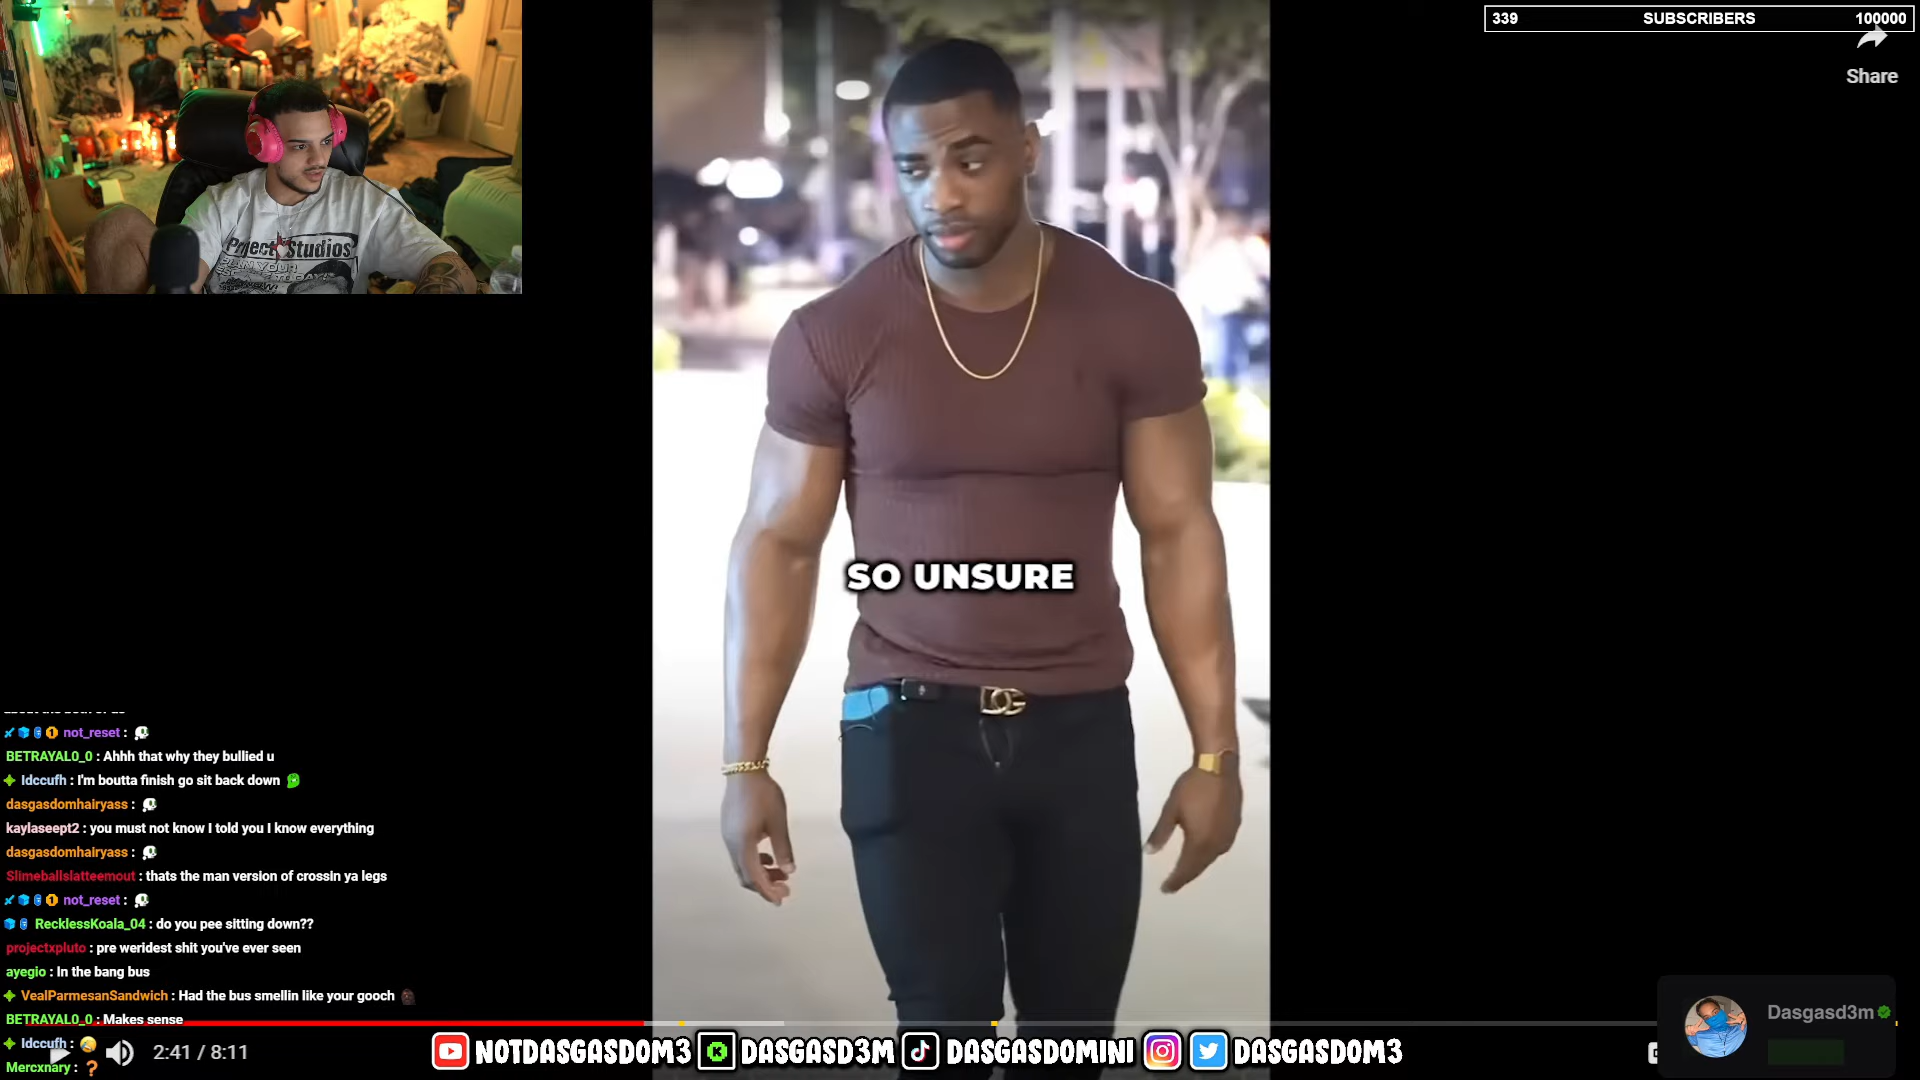 339 SUBSCRIBERS 100000
Share
Project Studios
SO UNSURE
DG
not_reset :
BETRAYAL0_0 : Ahhh that why they bullied u
Idccufh : I'm boutta finish go sit back down
dasgasdomhairyass :
kaylaseept2 : you must not know I told you I know everything
dasgasdomhairyass :
Slimeballslatteemout : thats the man version of crossin ya legs
not_reset :
RecklessKoala_04 : do you pee sitting down??
projectxpluto : pre weridest shit you've ever seen
ayegio : In the bang bus
VealParmesanSandwich : Had the bus smellin like your gooch
BETRAYAL0_0 : Makes sense
Idccufh :
Mercxnary : ?
2:41 / 8:11
NOTDASGASDOM3 DASGASD3M DASGASDOMINI DASGASDOM3
Dasgasd3m